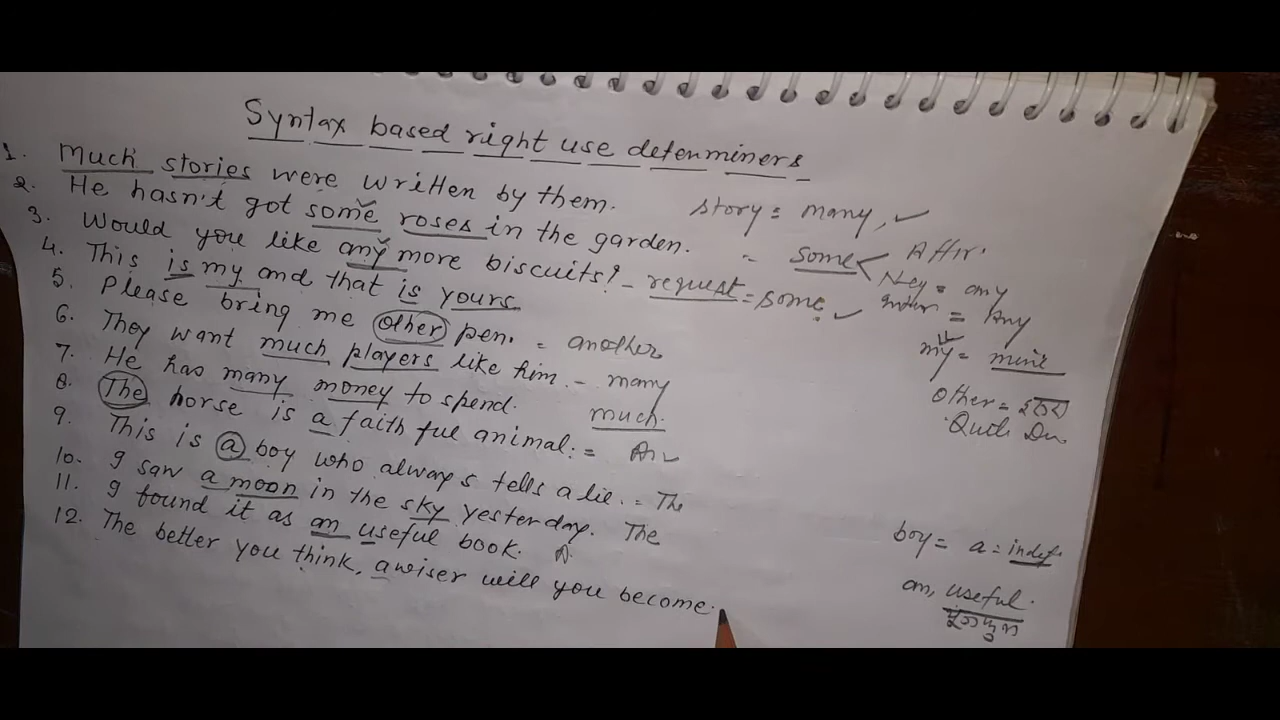 Syntax based right use determiners
1. Much stories were written by them. story = many, ✓
2. He hasn't got some roses in the garden. = some < Affir.
3. Would you like any more biscuits? - request = some ✓ Neg = any
= Any
4. This is my and that is yours. my = mine
5. Please bring me other pen. = another other =
6. They want much players like him. - many
7. He has many money to spend. much.
8. The horse is a faithful animal. = A
9. This is a boy who always tells a lie. = The
10. I saw a moon in the sky yesterday. The boy = a = indef.
11. I found it as an useful book. A an, useful.
12. The better you think, a wiser will you become.